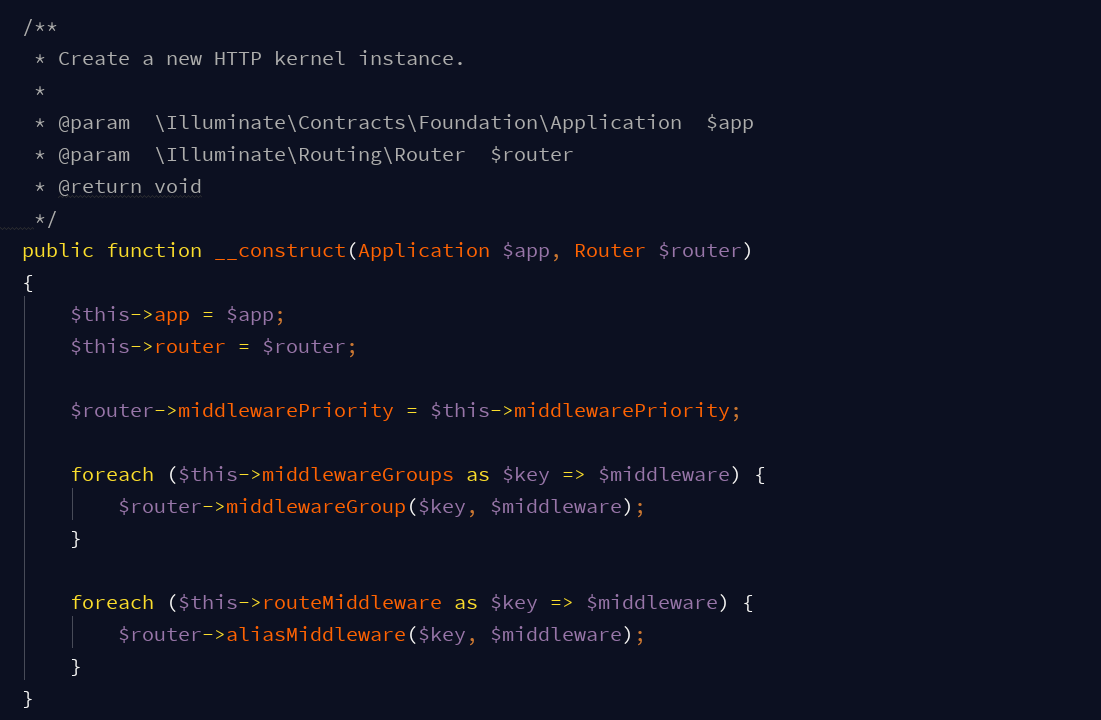 /**
 * Create a new HTTP kernel instance.
 *
 * @param  \Illuminate\Contracts\Foundation\Application  $app
 * @param  \Illuminate\Routing\Router  $router
 * @return void
 */
public function __construct(Application $app, Router $router)
{
    $this->app = $app;
    $this->router = $router;

    $router->middlewarePriority = $this->middlewarePriority;

    foreach ($this->middlewareGroups as $key => $middleware) {
        $router->middlewareGroup($key, $middleware);
    }

    foreach ($this->routeMiddleware as $key => $middleware) {
        $router->aliasMiddleware($key, $middleware);
    }
}